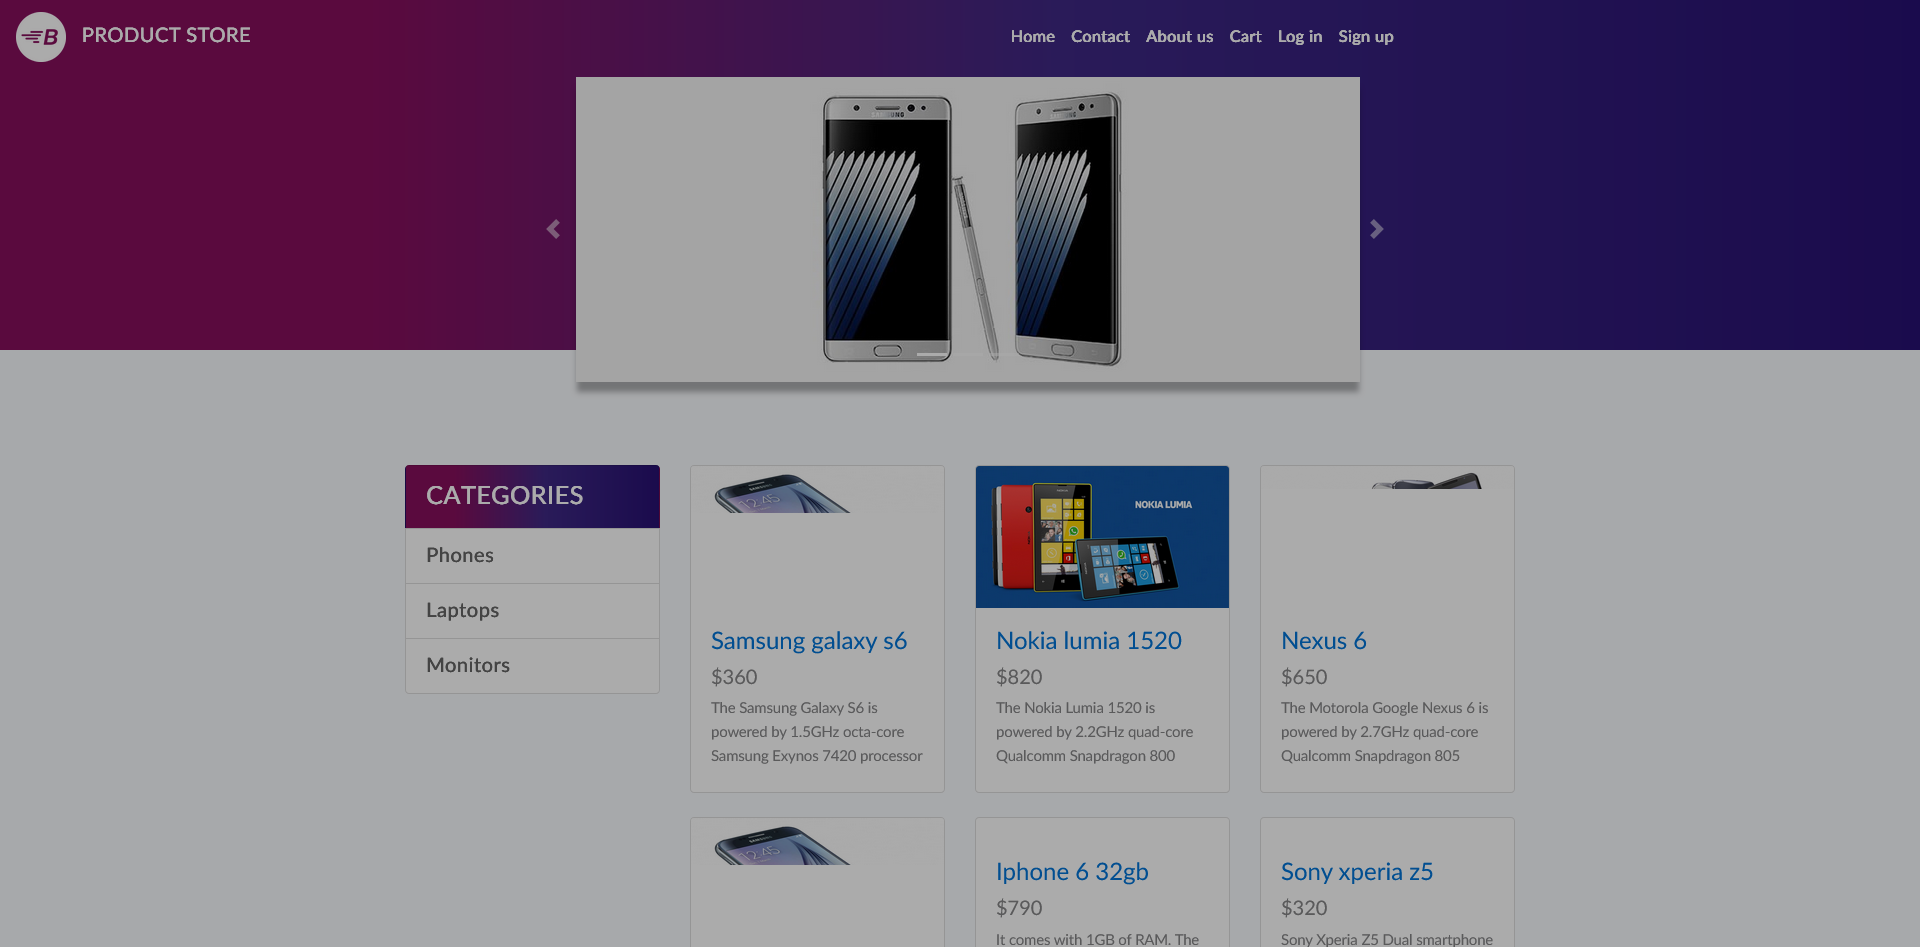 PRODUCT STORE
Home Contact About us Cart Log in Sign up
SAMSUNG
CATEGORIES
Phones
Laptops
Monitors
12:45
Samsung galaxy s6
$360
The Samsung Galaxy S6 is
powered by 1.5GHz octa-core
Samsung Exynos 7420 processor
NOKIA LUMIA
Nokia lumia 1520
$820
The Nokia Lumia 1520 is
powered by 2.2GHz quad-core
Qualcomm Snapdragon 800
Nexus 6
$650
The Motorola Google Nexus 6 is
powered by 2.7GHz quad-core
Qualcomm Snapdragon 805
12:45
Iphone 6 32gb
$790
It comes with 1GB of RAM. The
Sony xperia z5
$320
Sony Xperia Z5 Dual smartphone